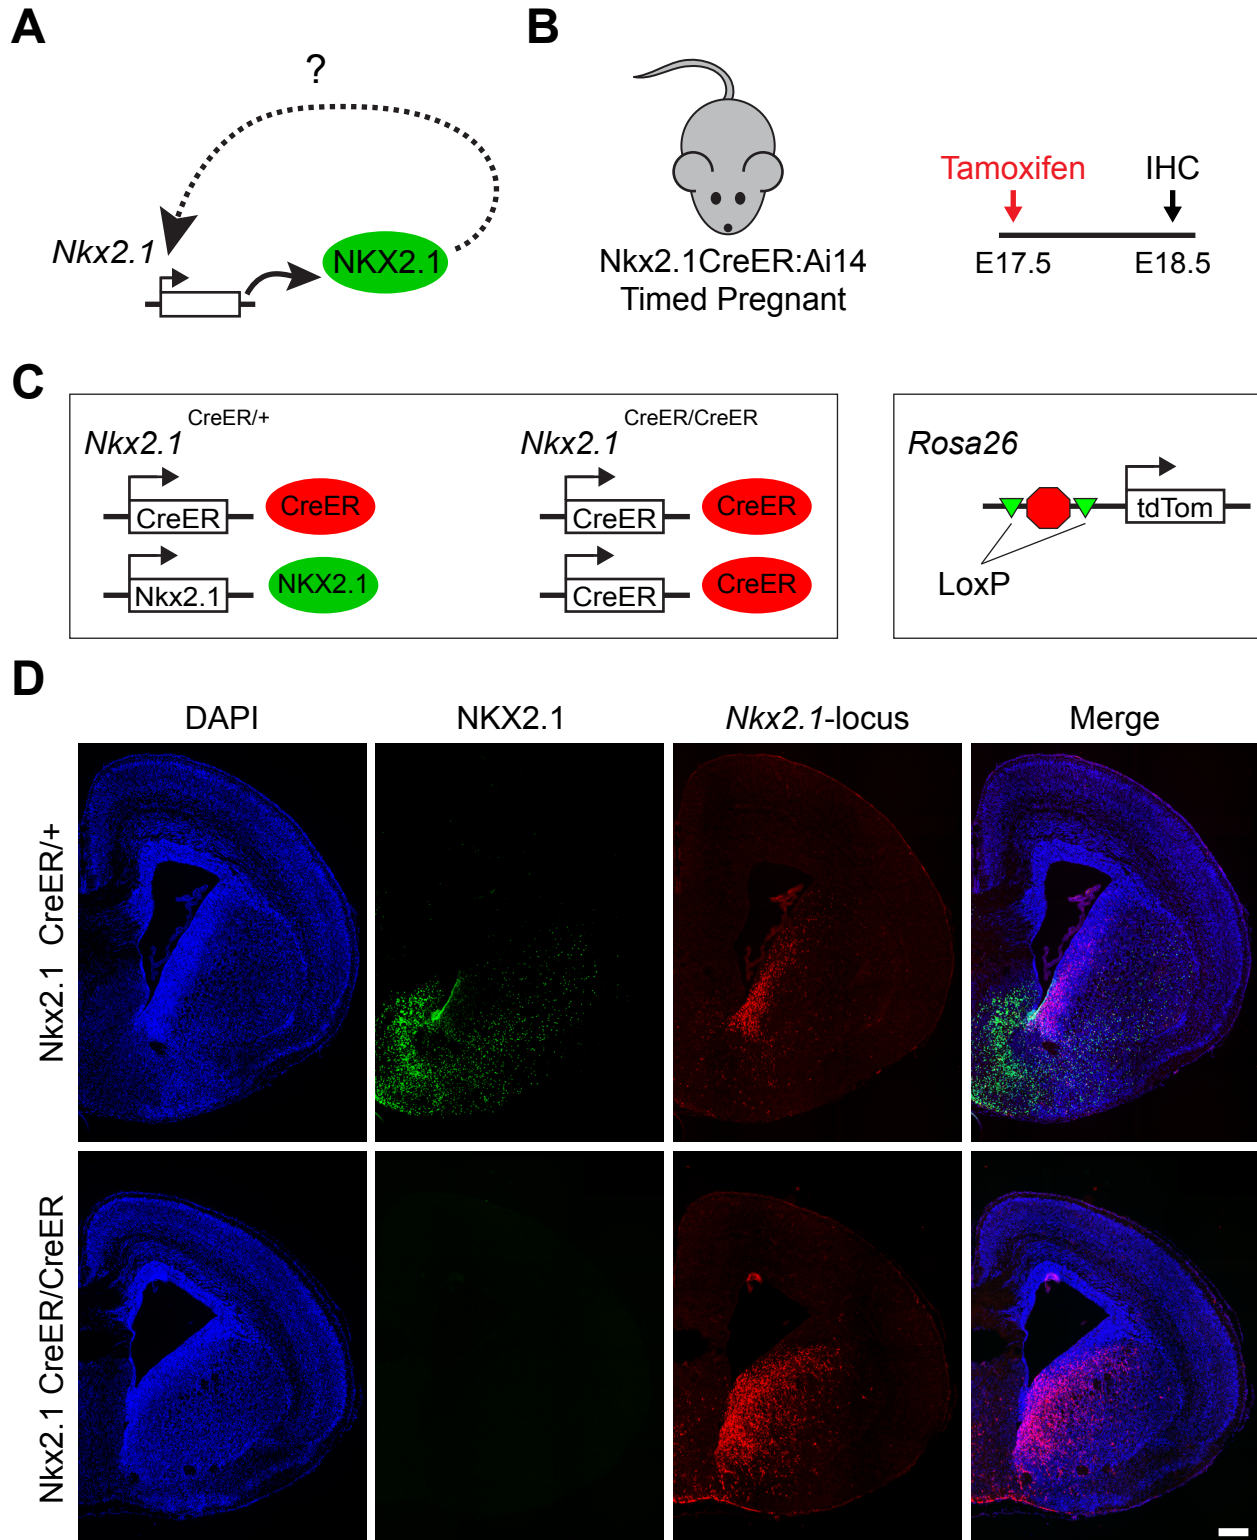 A
B
?
Nkx2.1
NKX2.1
Nkx2.1CreER:Ai14
Timed Pregnant
Tamoxifen
IHC
E17.5
E18.5
C
Nkx2.1 CreER/+
CreER
CreER
Nkx2.1
NKX2.1
Nkx2.1 CreER/CreER
CreER
CreER
CreER
CreER
Rosa26
tdTom
LoxP
D
DAPI
NKX2.1
Nkx2.1-locus
Merge
Nkx2.1 CreER/+
Nkx2.1 CreER/CreER